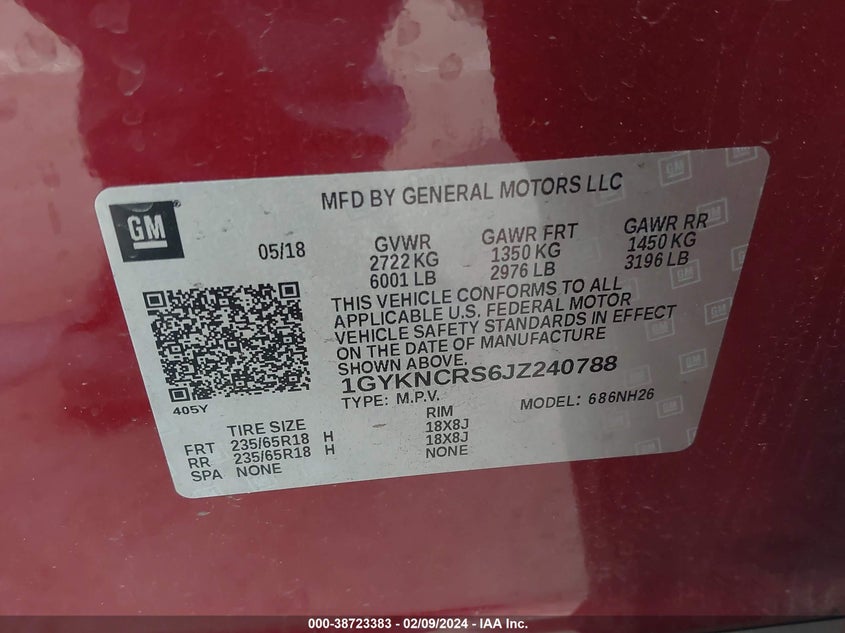 MFD BY GENERAL MOTORS LLC
GM
05/18
GVWR
2722 KG
6001 LB
GAWR FRT
1350 KG
2976 LB
GAWR RR
1450 KG
3196 LB
THIS VEHICLE CONFORMS TO ALL
APPLICABLE U.S. FEDERAL MOTOR
VEHICLE SAFETY STANDARDS IN EFFECT
ON THE DATE OF MANUFACTURE
SHOWN ABOVE.
1GYKNCRS6JZ240788
TYPE: M.P.V.
MODEL: 686NH26
405Y
TIRE SIZE
RIM
FRT 235/65R18 H 18X8J
RR 235/65R18 H 18X8J
SPA NONE NONE
000-38723383 - 02/09/2024 - IAA Inc.